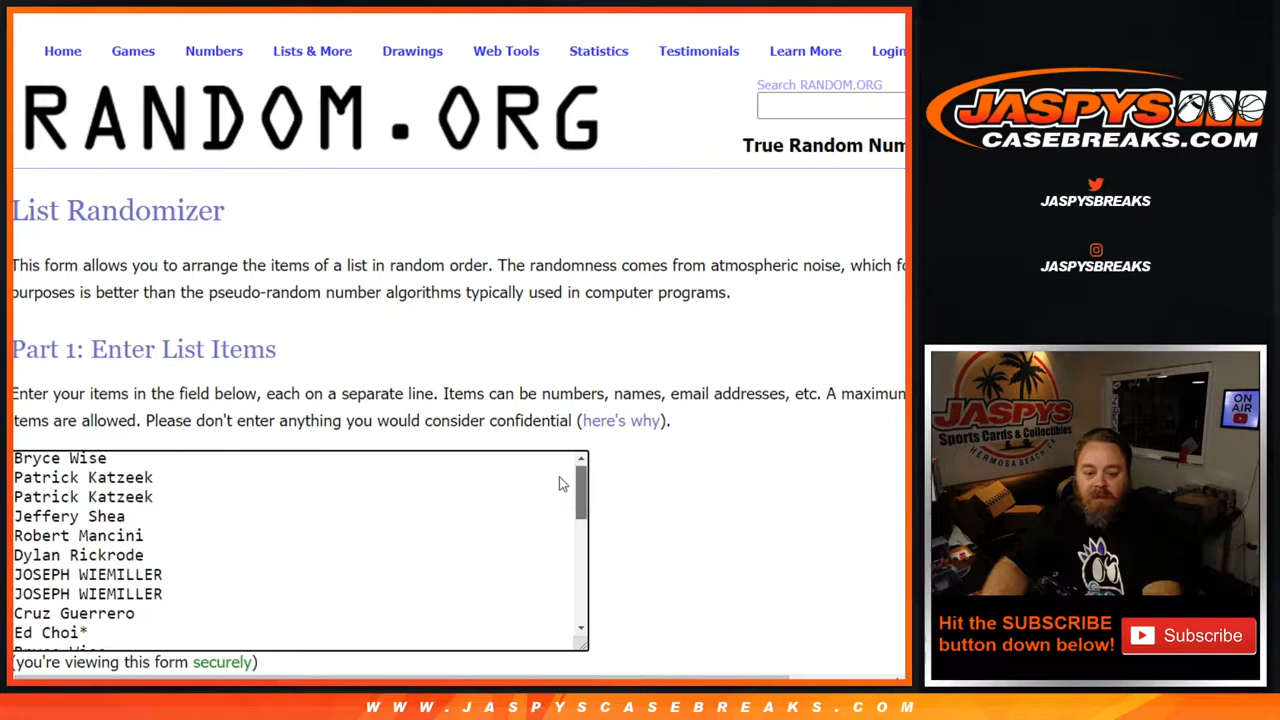 Home Games Numbers Lists & More Drawings Web Tools Statistics Testimonials Learn More Login
RANDOM.ORG
Search RANDOM.ORG
True Random Num
List Randomizer
This form allows you to arrange the items of a list in random order. The randomness comes from atmospheric noise, which fo
purposes is better than the pseudo-random number algorithms typically used in computer programs.
Part 1: Enter List Items
Enter your items in the field below, each on a separate line. Items can be numbers, names, email addresses, etc. A maximum
tems are allowed. Please don't enter anything you would consider confidential (here's why).
Bryce Wise
Patrick Katzeek
Patrick Katzeek
Jeffery Shea
Robert Mancini
Dylan Rickrode
JOSEPH WIEMILLER
JOSEPH WIEMILLER
Cruz Guerrero
Ed Choi*
Bryce Wise
(you're viewing this form securely)
JASPYS
CASEBREAKS.COM
JASPYSBREAKS
JASPYSBREAKS
JASPYS
Sports Cards & Collectibles
HERMOSA BEACH, CA
ON
AIR
Hit the SUBSCRIBE
button down below!
Subscribe
WWW.JASPYSCASEBREAKS.COM